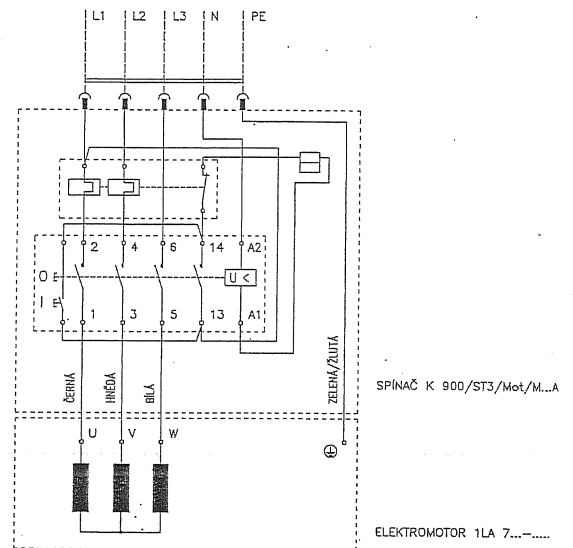 L1 L2 L3 N PE
2 4 6 14 A2
O E U <
I E
1 3 5 13 A1
ČERNÁ HNĚDÁ BÍLÁ ZELENÁ/ŽLUTÁ
SPÍNAČ K 900/ST3/Mot/M...A
U V W
ELEKTROMOTOR 1LA 7...-.....